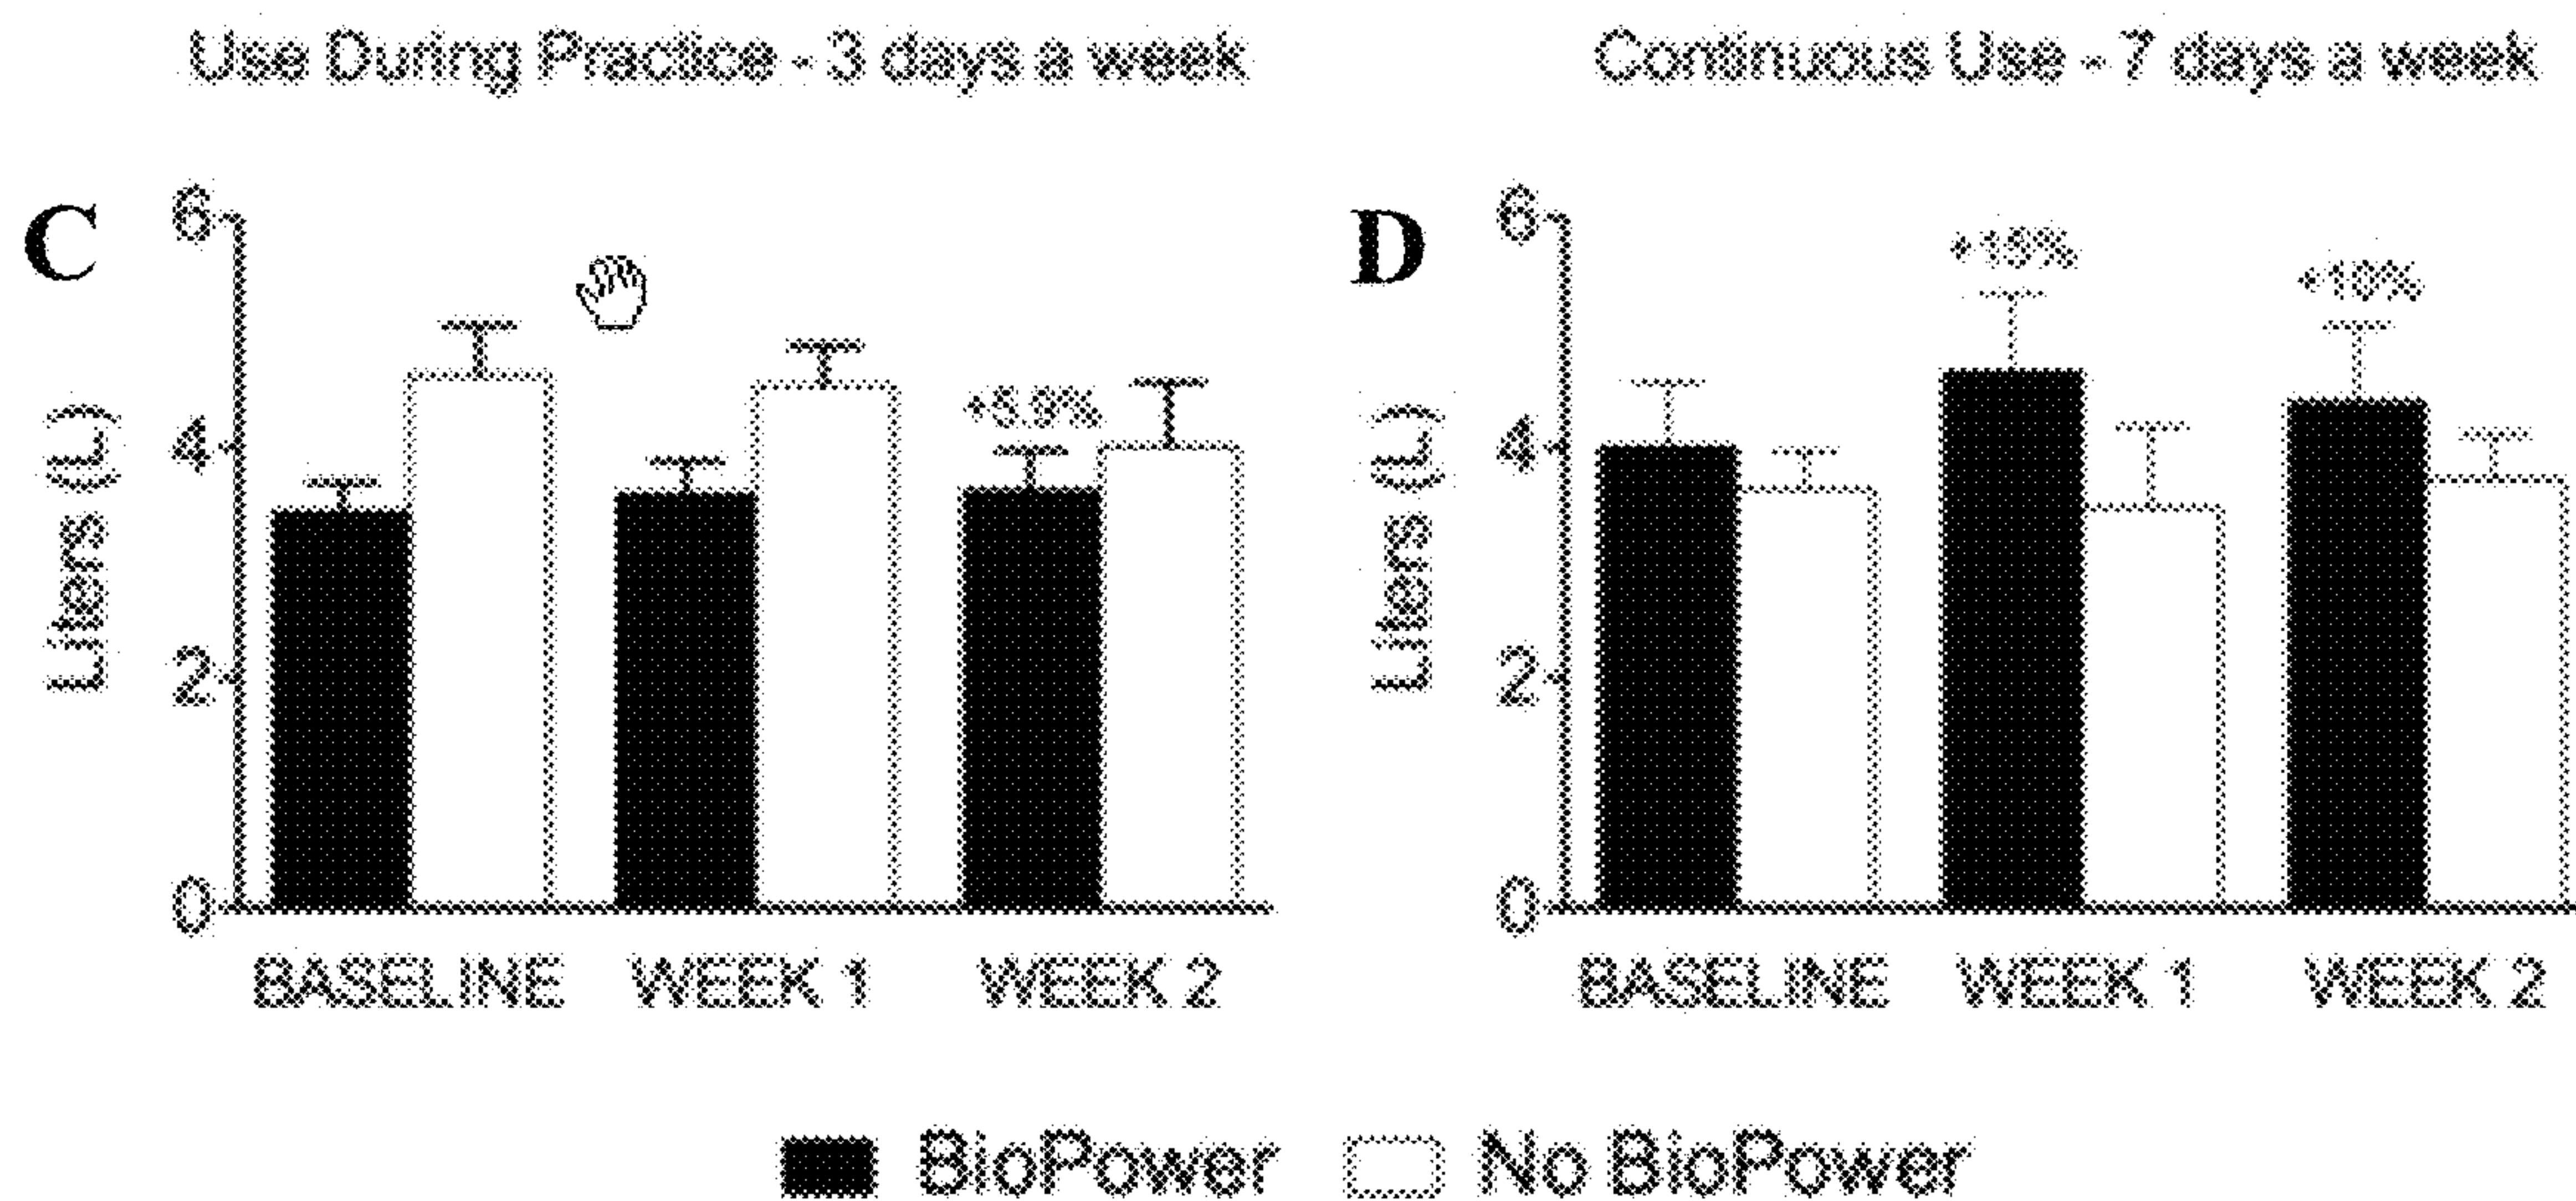 Use During Practice - 3 days a week
Continuous Use - 7 days a week
C
6
4
2
0
Liters (L)
BASELINE WEEK 1 WEEK 2
D
6
4
2
0
Liters (L)
+10%
BASELINE WEEK 1 WEEK 2
BioPower No BioPower